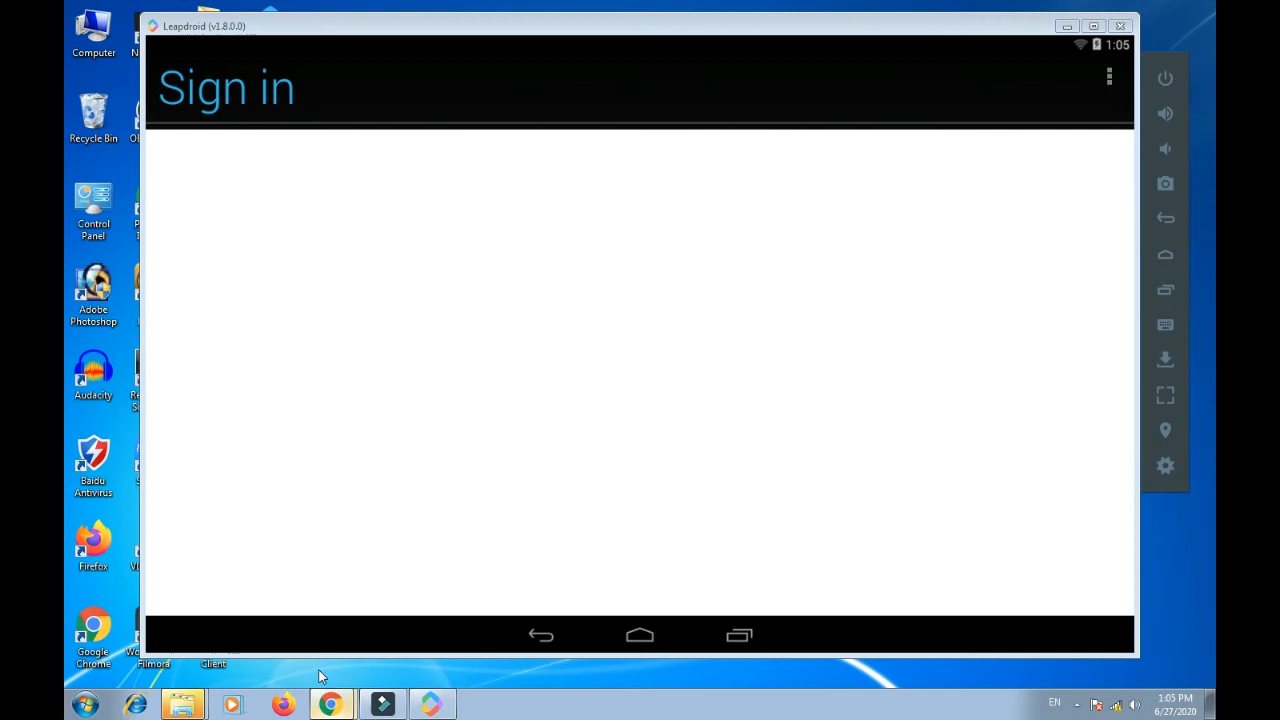 Leapdroid (v1.8.0.0)
1:05
Sign in
Computer
Recycle Bin
Control
Panel
Adobe
Photoshop
Audacity
Baidu
Antivirus
Firefox
Google
Chrome
Filmora
Client
EN
1:05 PM
6/27/2020